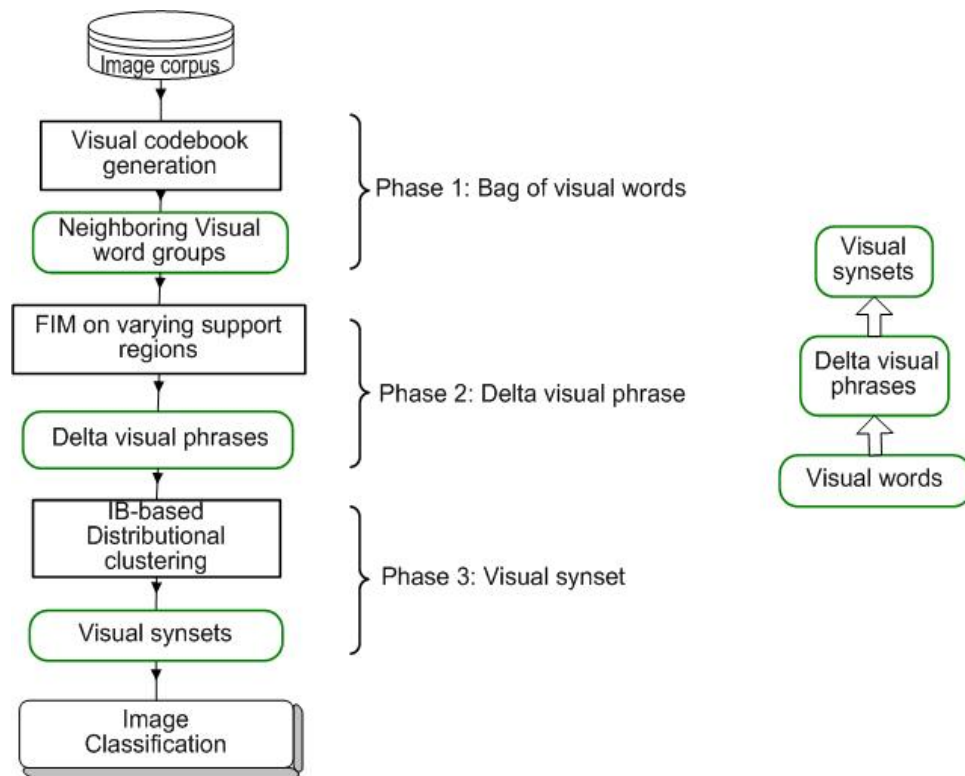 Image corpus
Visual codebook
generation
Neighboring Visual
word groups
Phase 1: Bag of visual words
FIM on varying support
regions
Delta visual phrases
Phase 2: Delta visual phrase
IB-based
Distributional
clustering
Visual synsets
Phase 3: Visual synset
Image
Classification
Visual
synsets
Delta visual
phrases
Visual words